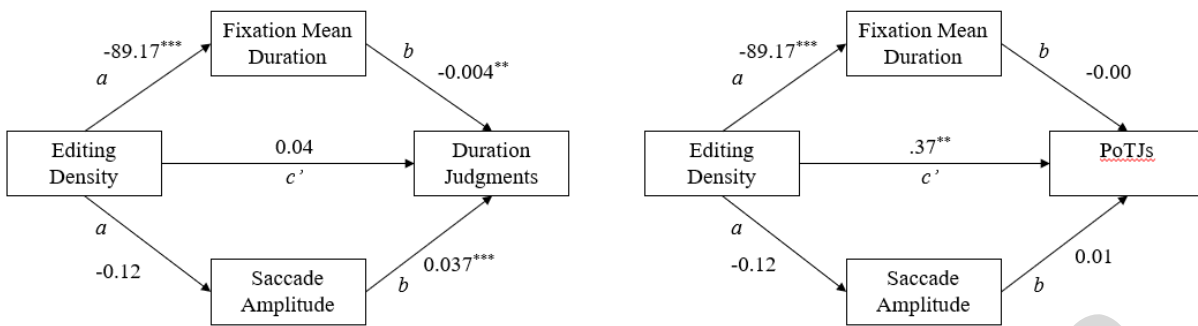 Fixation Mean
Duration
-89.17***
a
b
-0.004**
Editing
Density
0.04
c’
Duration
Judgments
a
-0.12
Saccade
Amplitude
b
0.037***
Fixation Mean
Duration
-89.17***
a
b
-0.00
Editing
Density
.37**
c’
PoTJs
a
-0.12
Saccade
Amplitude
b
0.01